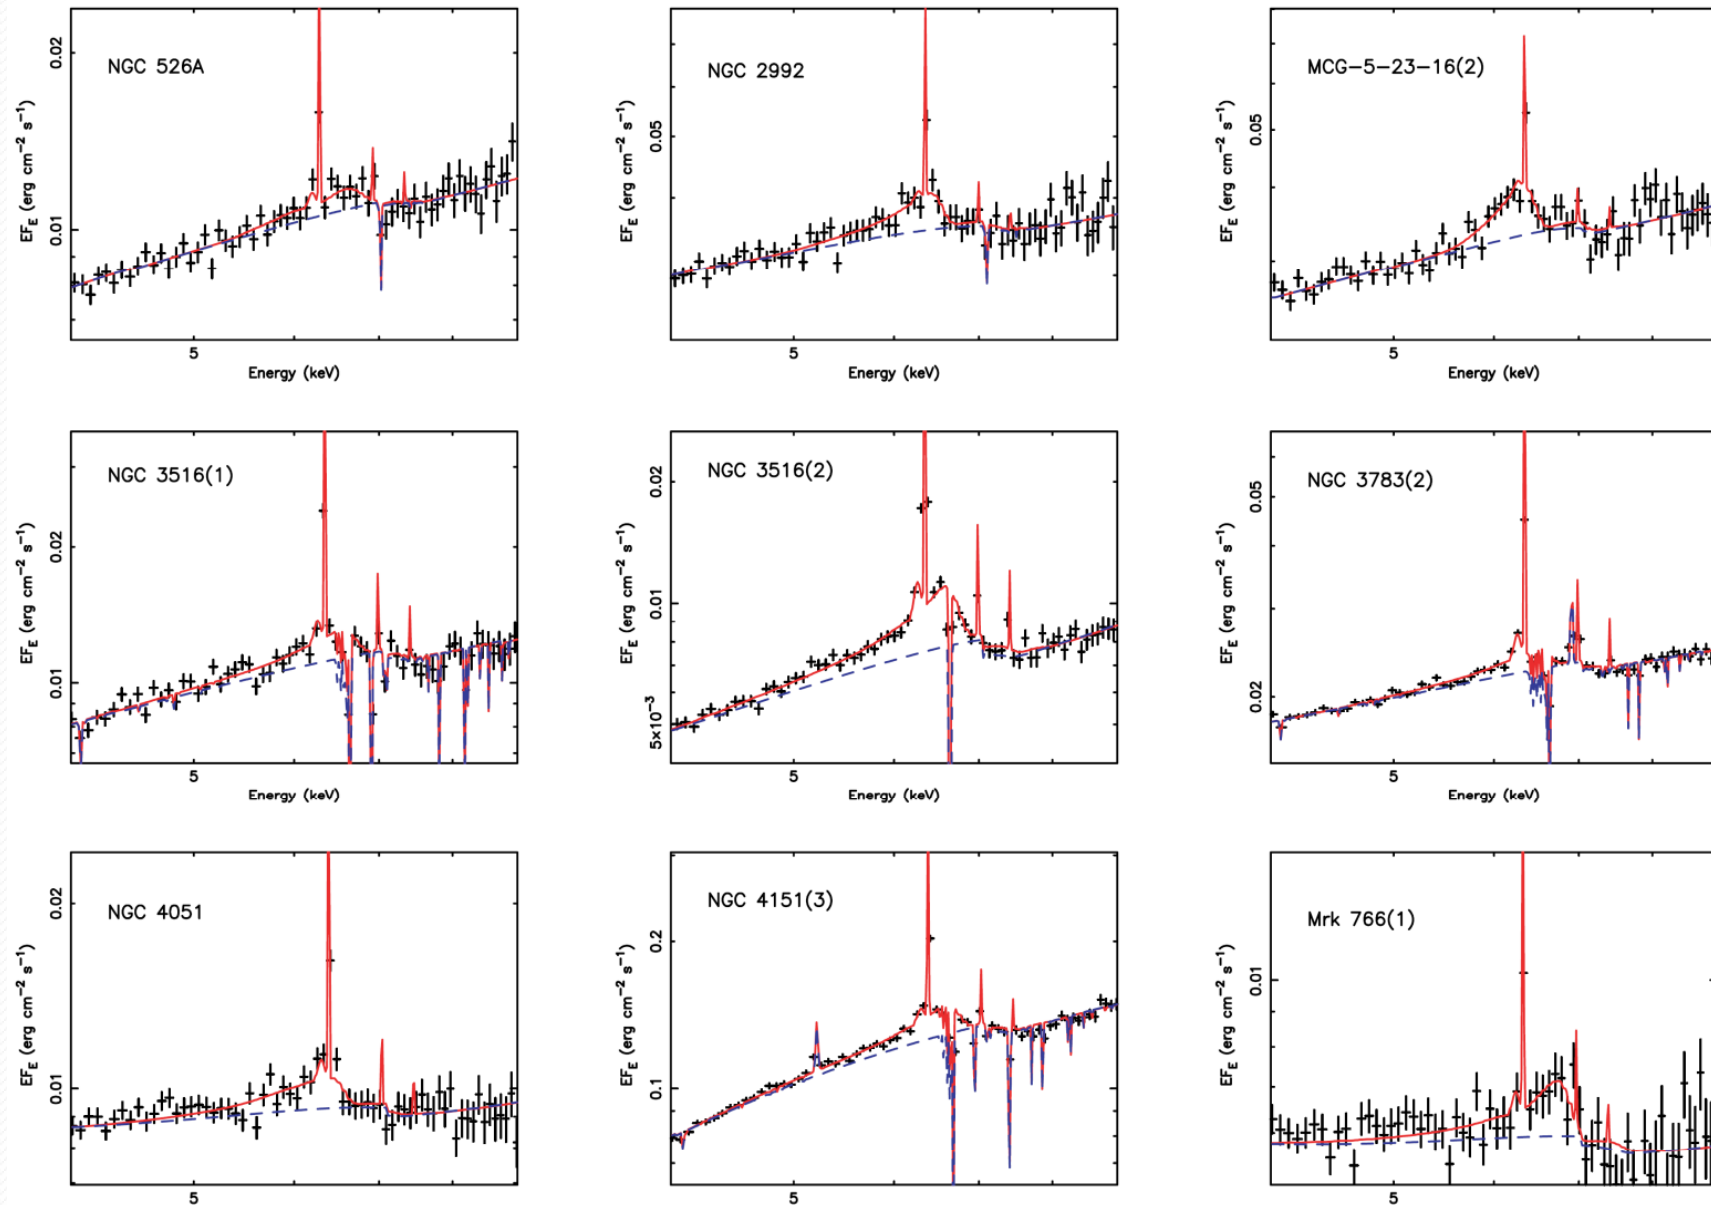 NGC 526A
0.02
0.01
EF_E (erg cm⁻² s⁻¹)
5
Energy (keV)
NGC 2992
0.05
EF_E (erg cm⁻² s⁻¹)
5
Energy (keV)
MCG−5−23−16(2)
0.05
EF_E (erg cm⁻² s⁻¹)
5
Energy (keV)
NGC 3516(1)
0.02
0.01
EF_E (erg cm⁻² s⁻¹)
5
Energy (keV)
NGC 3516(2)
0.02
0.01
5×10⁻³
EF_E (erg cm⁻² s⁻¹)
5
Energy (keV)
NGC 3783(2)
0.05
0.02
EF_E (erg cm⁻² s⁻¹)
5
Energy (keV)
NGC 4051
0.02
0.01
EF_E (erg cm⁻² s⁻¹)
5
NGC 4151(3)
0.2
0.1
EF_E (erg cm⁻² s⁻¹)
5
Mrk 766(1)
0.01
EF_E (erg cm⁻² s⁻¹)
5